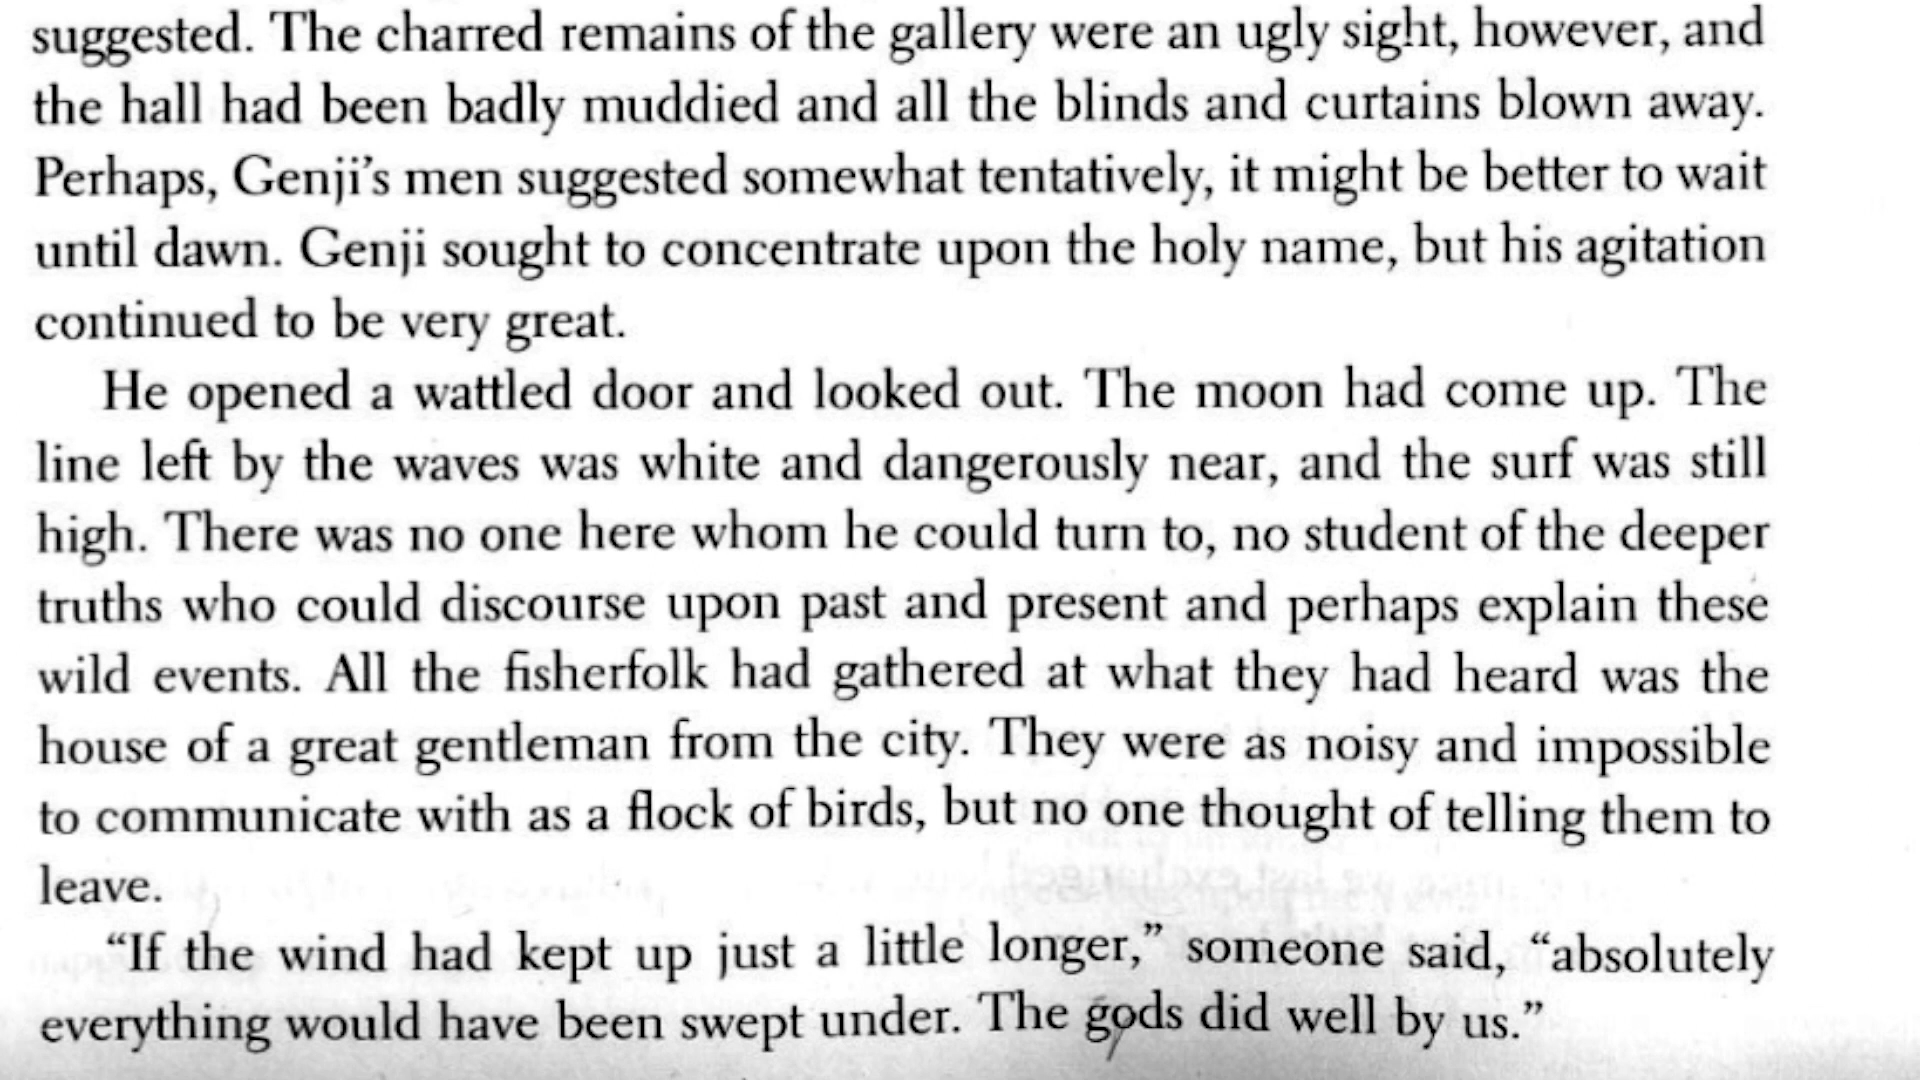 suggested. The charred remains of the gallery were an ugly sight, however, and
the hall had been badly muddied and all the blinds and curtains blown away.
Perhaps, Genji’s men suggested somewhat tentatively, it might be better to wait
until dawn. Genji sought to concentrate upon the holy name, but his agitation
continued to be very great.
He opened a wattled door and looked out. The moon had come up. The
line left by the waves was white and dangerously near, and the surf was still
high. There was no one here whom he could turn to, no student of the deeper
truths who could discourse upon past and present and perhaps explain these
wild events. All the fisherfolk had gathered at what they had heard was the
house of a great gentleman from the city. They were as noisy and impossible
to communicate with as a flock of birds, but no one thought of telling them to
leave.
“If the wind had kept up just a little longer,” someone said, “absolutely
everything would have been swept under. The gods did well by us.”